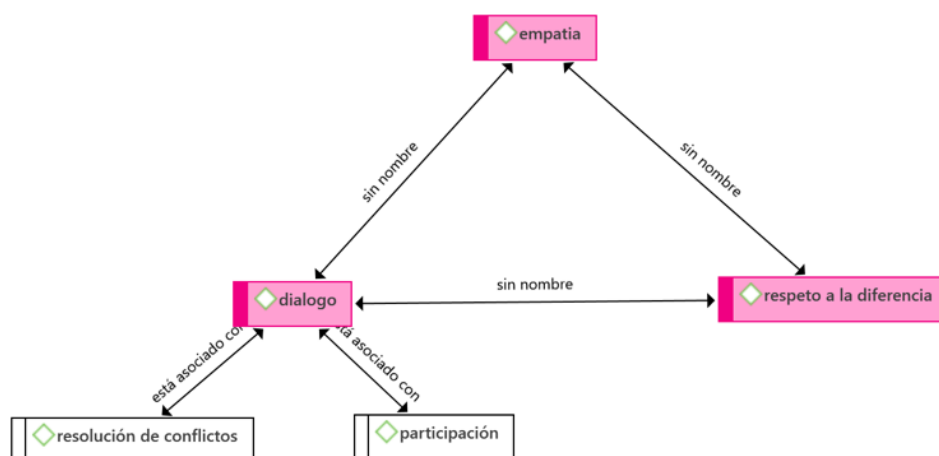 empatia
sin nombre
sin nombre
sin nombre
dialogo
respeto a la diferencia
está asociado con
está asociado con
resolución de conflictos
participación